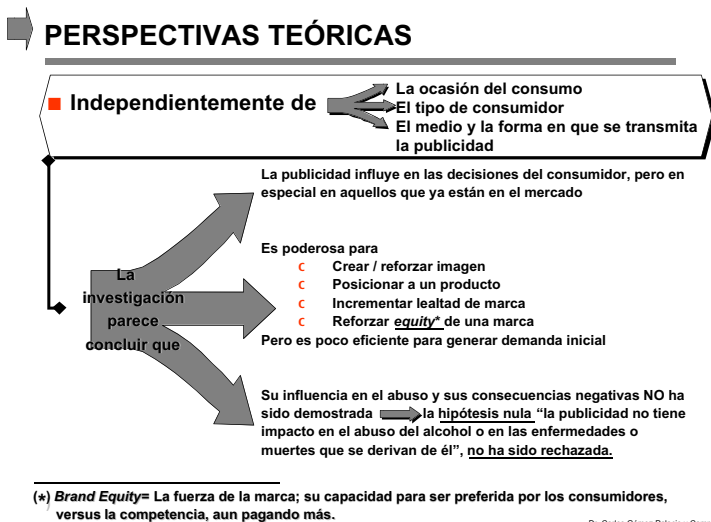 PERSPECTIVAS TEÓRICAS
Independientemente de
La ocasión del consumo
El tipo de consumidor
El medio y la forma en que se transmita
la publicidad
La publicidad influye en las decisiones del consumidor, pero en
especial en aquellos que ya están en el mercado
La
investigación
parece
concluir que
Es poderosa para
c Crear / reforzar imagen
c Posicionar a un producto
c Incrementar lealtad de marca
c Reforzar equity* de una marca
Pero es poco eficiente para generar demanda inicial
Su influencia en el abuso y sus consecuencias negativas NO ha
sido demostrada la hipótesis nula “la publicidad no tiene
impacto en el abuso del alcohol o en las enfermedades o
muertes que se derivan de él”, no ha sido rechazada.
(*) Brand Equity= La fuerza de la marca; su capacidad para ser preferida por los consumidores,
versus la competencia, aun pagando más.